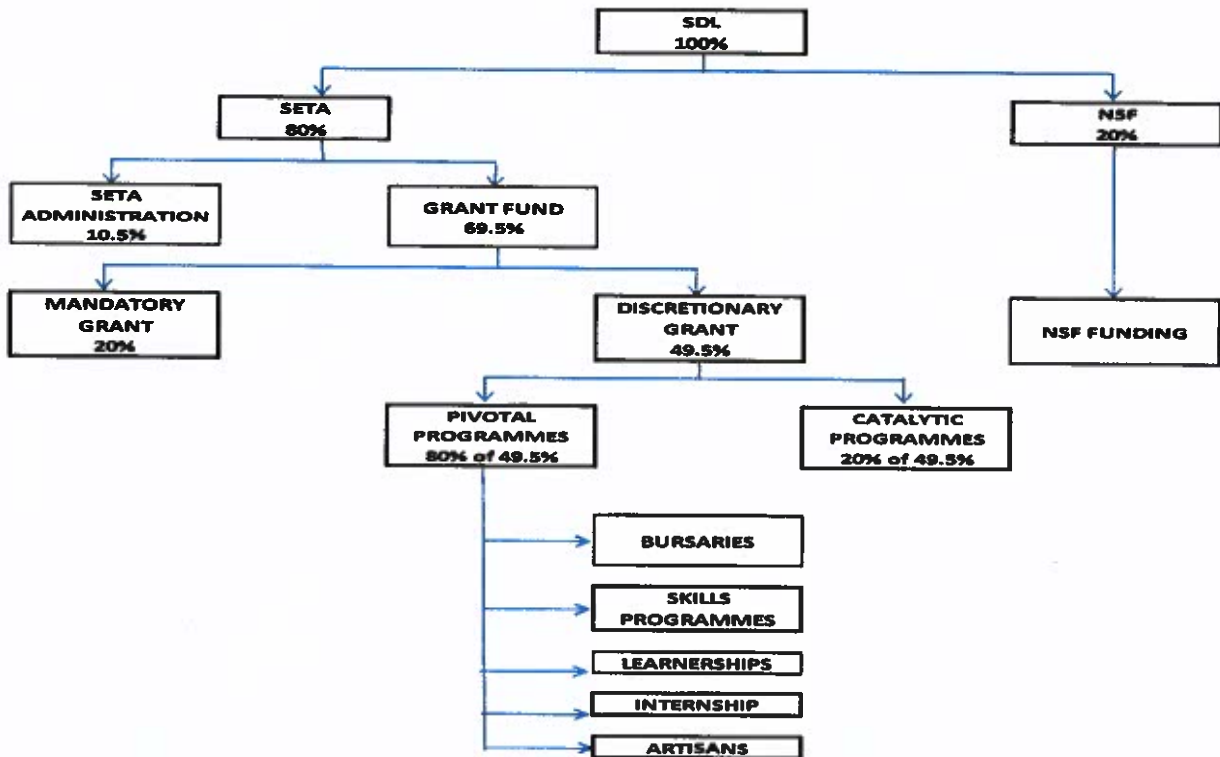 SDL
100%
SETA
80%
NSF
20%
SETA
ADMINISTRATION
10.5%
GRANT FUND
69.5%
MANDATORY
GRANT
20%
DISCRETIONARY
GRANT
49.5%
NSF FUNDING
PIVOTAL
PROGRAMMES
80% of 49.5%
CATALYTIC
PROGRAMMES
20% of 49.5%
BURSARIES
SKILLS
PROGRAMMES
LEARNERSHIPS
INTERNSHIP
ARTISANS